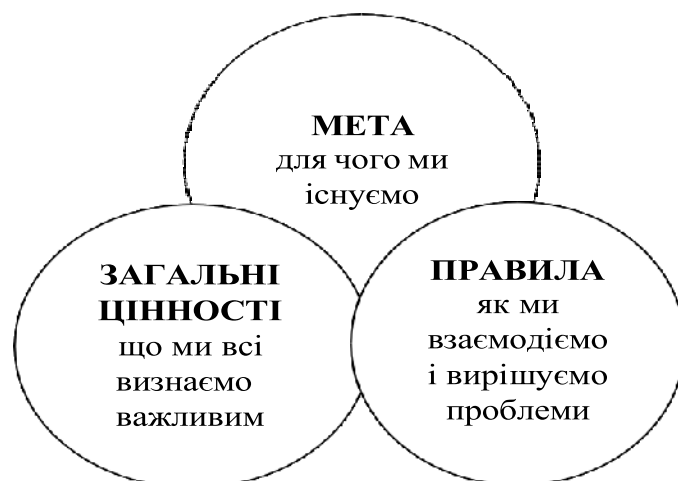 МЕТА
для чого ми
існуємо
ЗАГАЛЬНІ
ЦІННОСТІ
що ми всі
визнаємо
важливим
ПРАВИЛА
як ми
взаємодіємо
і вирішуємо
проблеми